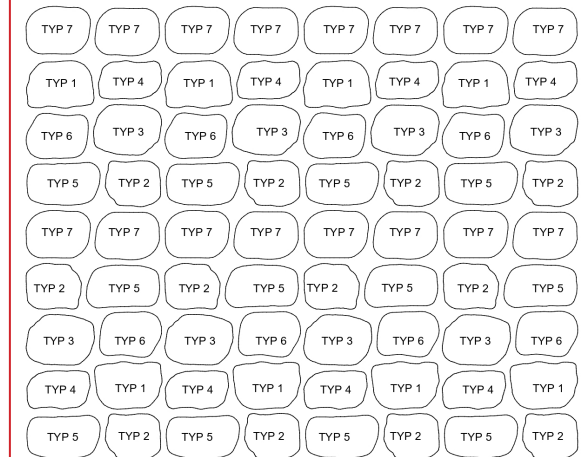 TYP 7 TYP 7 TYP 7 TYP 7 TYP 7 TYP 7 TYP 7 TYP 7
TYP 1 TYP 4 TYP 1 TYP 4 TYP 1 TYP 4 TYP 1 TYP 4
TYP 6 TYP 3 TYP 6 TYP 3 TYP 6 TYP 3 TYP 6 TYP 3
TYP 5 TYP 2 TYP 5 TYP 2 TYP 5 TYP 2 TYP 5 TYP 2
TYP 7 TYP 7 TYP 7 TYP 7 TYP 7 TYP 7 TYP 7 TYP 7
TYP 2 TYP 5 TYP 2 TYP 5 TYP 2 TYP 5 TYP 2 TYP 5
TYP 3 TYP 6 TYP 3 TYP 6 TYP 3 TYP 6 TYP 3 TYP 6
TYP 4 TYP 1 TYP 4 TYP 1 TYP 4 TYP 1 TYP 4 TYP 1
TYP 5 TYP 2 TYP 5 TYP 2 TYP 5 TYP 2 TYP 5 TYP 2